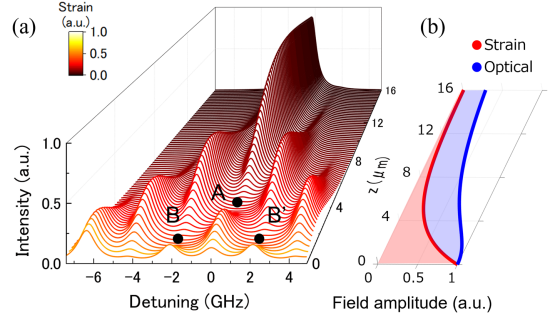 (a)
Strain
(a.u.)
1.0
0.5
0.0
Intensity (a.u.)
1.0
0.5
0.0
−6 −4 −2 0 2 4
Detuning (GHz)
0
4
8
12
16
z (μm)
A
B
B'
(b)
Strain
Optical
16
12
8
4
0
0 0.5 1.0
Field amplitude (a.u.)